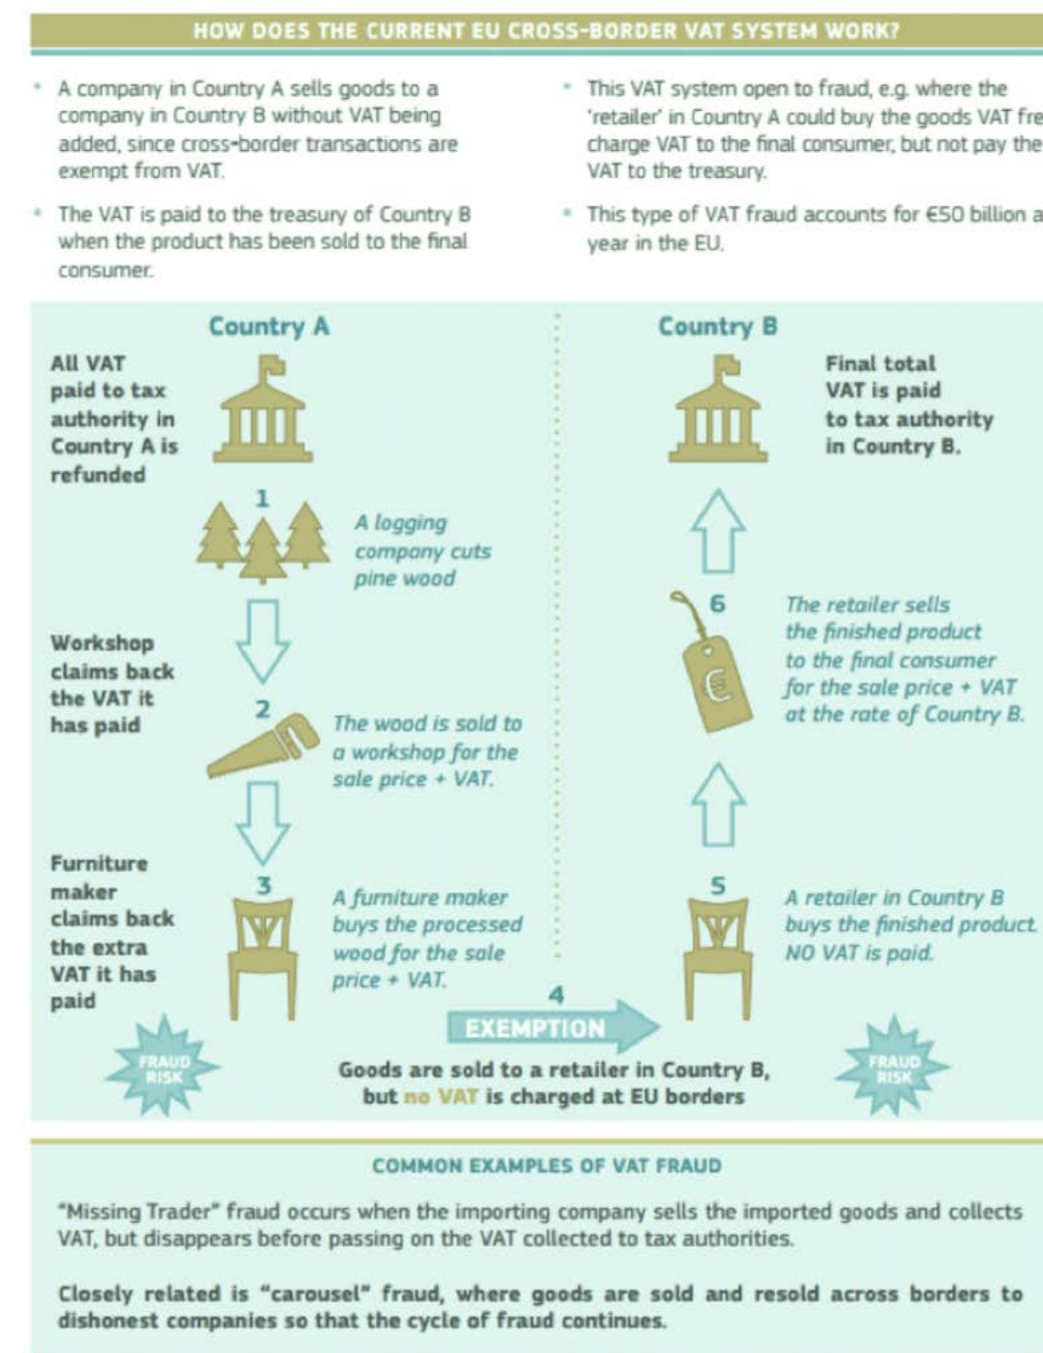 HOW DOES THE CURRENT EU CROSS-BORDER VAT SYSTEM WORK?
• A company in Country A sells goods to a
company in Country B without VAT being
added, since cross-border transactions are
exempt from VAT.
• The VAT is paid to the treasury of Country B
when the product has been sold to the final
consumer.
• This VAT system open to fraud, e.g. where the
'retailer' in Country A could buy the goods VAT fre
charge VAT to the final consumer, but not pay the
VAT to the treasury.
• This type of VAT fraud accounts for €50 billion a
year in the EU.
Country A
All VAT
paid to tax
authority in
Country A is
refunded
1
A logging
company cuts
pine wood
Workshop
claims back
the VAT it
has paid
2
The wood is sold to
a workshop for the
sale price + VAT.
Furniture
maker
claims back
the extra
VAT it has
paid
3
A furniture maker
buys the processed
wood for the sale
price + VAT.
FRAUD
RISK
4
EXEMPTION
Goods are sold to a retailer in Country B,
but no VAT is charged at EU borders
Country B
Final total
VAT is paid
to tax authority
in Country B.
6
€
The retailer sells
the finished product
to the final consumer
for the sale price + VAT
at the rate of Country B.
5
A retailer in Country B
buys the finished product.
NO VAT is paid.
FRAUD
RISK
COMMON EXAMPLES OF VAT FRAUD
"Missing Trader" fraud occurs when the importing company sells the imported goods and collects
VAT, but disappears before passing on the VAT collected to tax authorities.
Closely related is "carousel" fraud, where goods are sold and resold across borders to
dishonest companies so that the cycle of fraud continues.